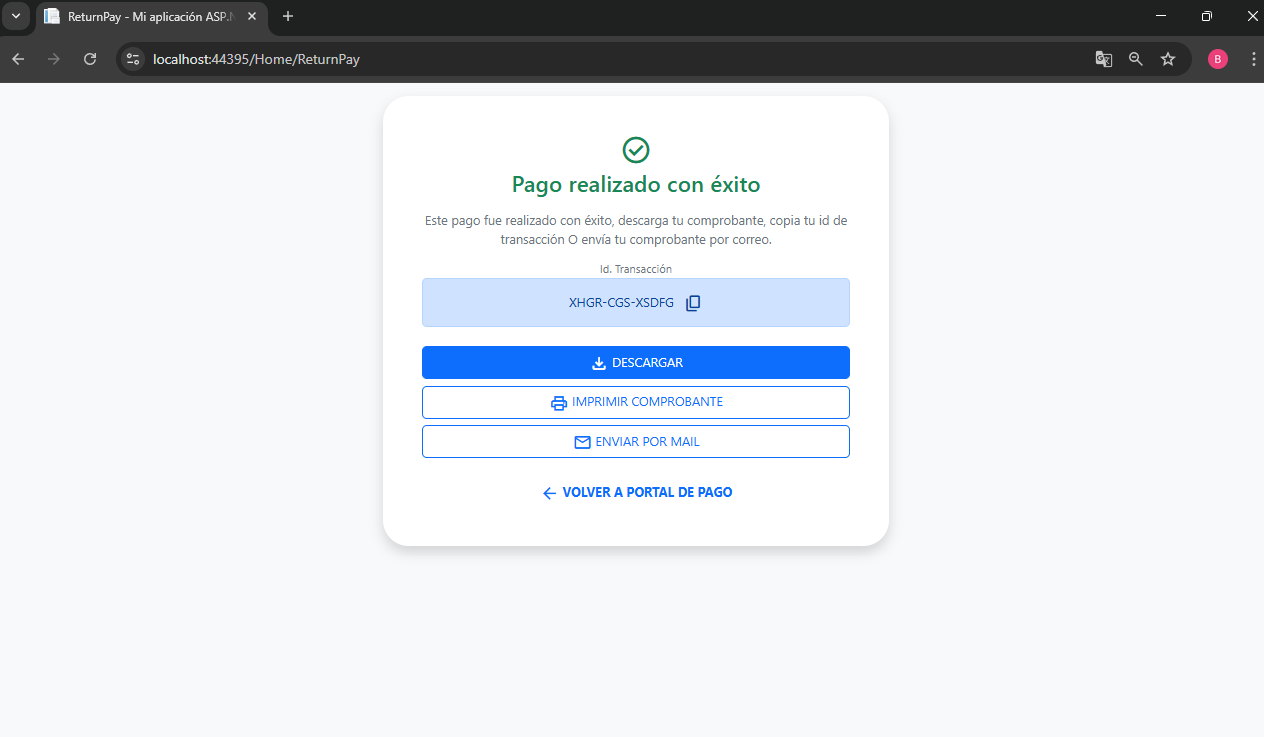 ReturnPay - Mi aplicación ASP.N
localhost:44395/Home/ReturnPay
B
Pago realizado con éxito
Este pago fue realizado con éxito, descarga tu comprobante, copia tu id de
transacción O envía tu comprobante por correo.
Id. Transacción
XHGR-CGS-XSDFG
DESCARGAR
IMPRIMIR COMPROBANTE
ENVIAR POR MAIL
VOLVER A PORTAL DE PAGO